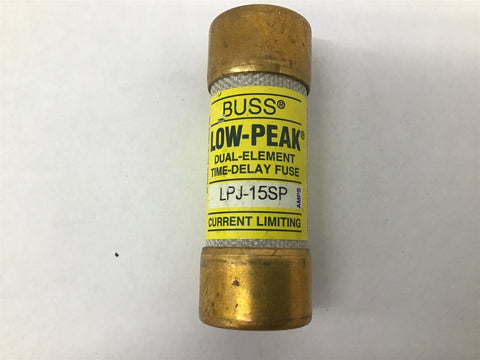 BUSS®
LOW-PEAK®
DUAL-ELEMENT
TIME-DELAY FUSE
LPJ-15SP AMPS
CURRENT LIMITING